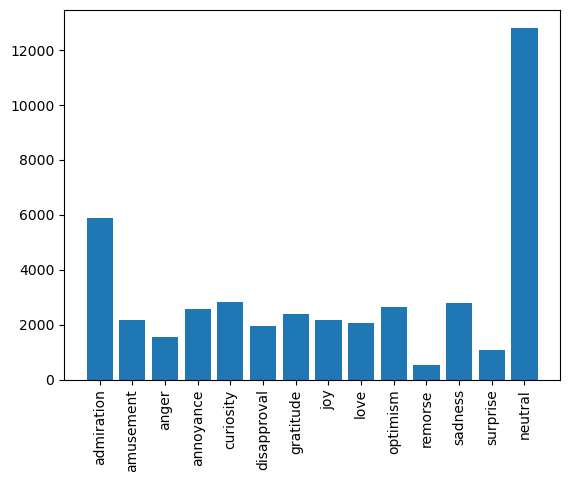 12000
10000
8000
6000
4000
2000
0
admiration
amusement
anger
annoyance
curiosity
disapproval
gratitude
joy
love
optimism
remorse
sadness
surprise
neutral